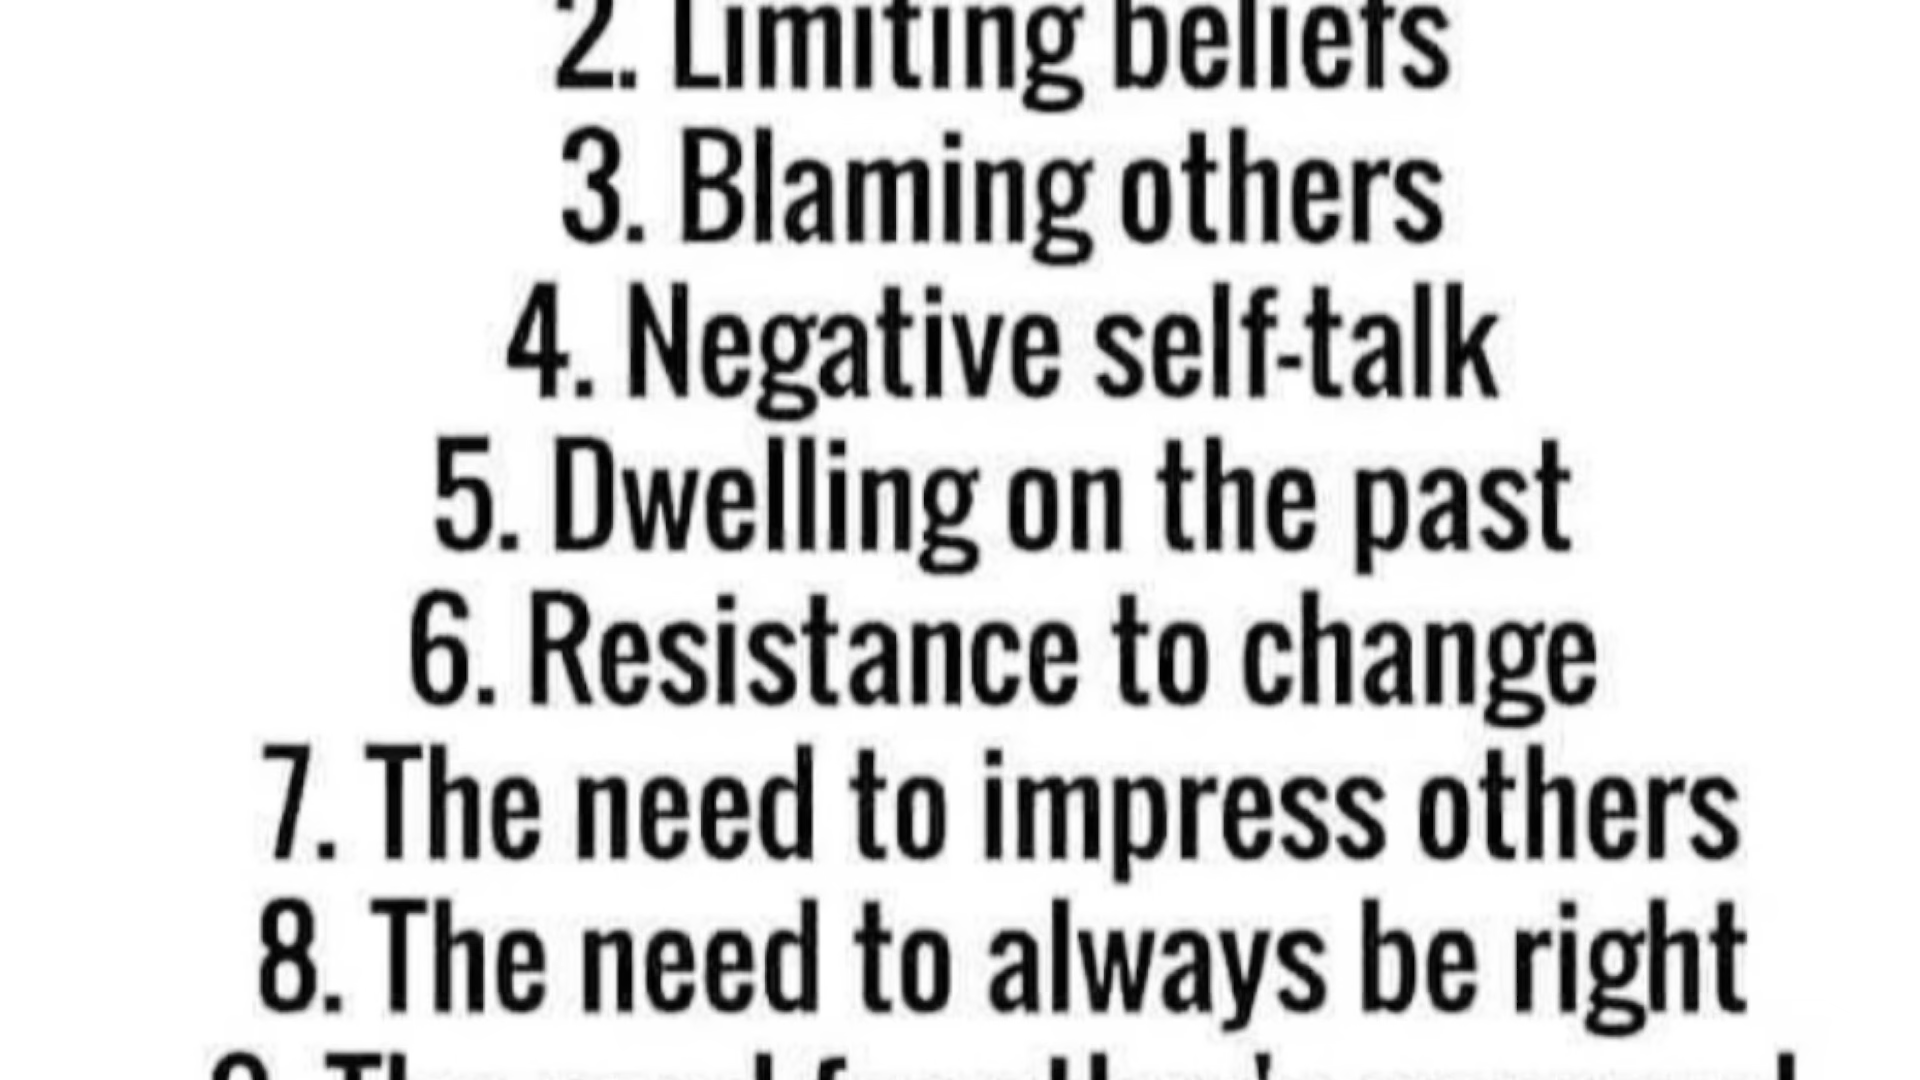 2. Limiting beliefs
3. Blaming others
4. Negative self-talk
5. Dwelling on the past
6. Resistance to change
7. The need to impress others
8. The need to always be right